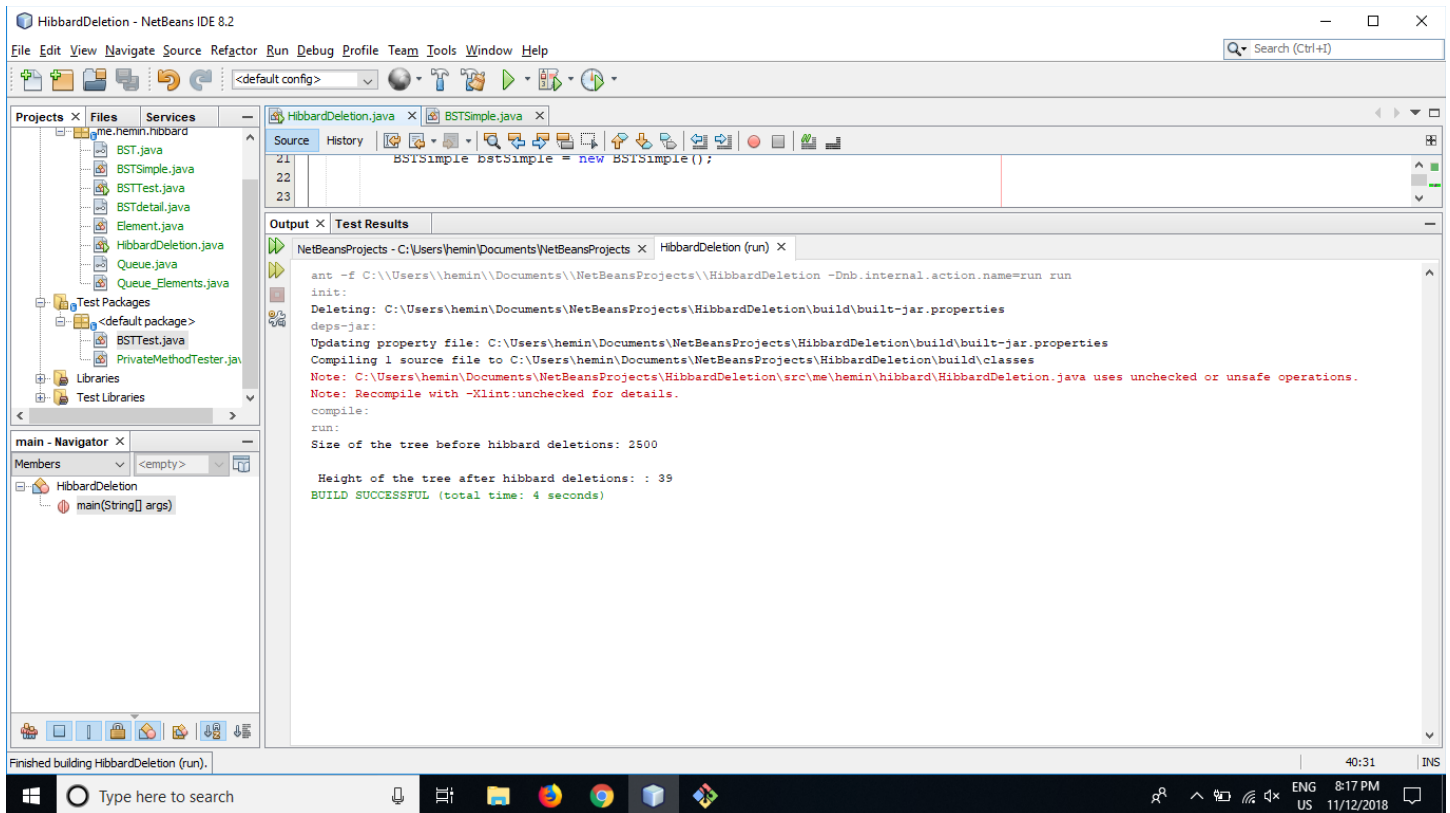 HibbardDeletion - NetBeans IDE 8.2
File Edit View Navigate Source Refactor Run Debug Profile Team Tools Window Help
Search (Ctrl+I)
<default config>
Projects Files Services
me.hemin.hibbard
BST.java
BSTSimple.java
BSTTest.java
BSTdetail.java
Element.java
HibbardDeletion.java
Queue.java
Queue_Elements.java
Test Packages
<default package>
BSTTest.java
PrivateMethodTester.jav
Libraries
Test Libraries
main - Navigator
Members <empty>
HibbardDeletion
main(String[] args)
HibbardDeletion.java BSTSimple.java
Source History
21 BSTSimple bstSimple = new BSTSimple();
22
23
Output Test Results
NetBeansProjects - C:\Users\hemin\Documents\NetBeansProjects HibbardDeletion (run)
ant -f C:\\Users\\hemin\\Documents\\NetBeansProjects\\HibbardDeletion -Dnb.internal.action.name=run run
init:
Deleting: C:\Users\hemin\Documents\NetBeansProjects\HibbardDeletion\build\built-jar.properties
deps-jar:
Updating property file: C:\Users\hemin\Documents\NetBeansProjects\HibbardDeletion\build\built-jar.properties
Compiling 1 source file to C:\Users\hemin\Documents\NetBeansProjects\HibbardDeletion\build\classes
Note: C:\Users\hemin\Documents\NetBeansProjects\HibbardDeletion\src\me\hemin\hibbard\HibbardDeletion.java uses unchecked or unsafe operations.
Note: Recompile with -Xlint:unchecked for details.
compile:
run:
Size of the tree before hibbard deletions: 2500
Height of the tree after hibbard deletions: : 39
BUILD SUCCESSFUL (total time: 4 seconds)
Finished building HibbardDeletion (run).
40:31 INS
Type here to search
ENG 8:17 PM
US 11/12/2018